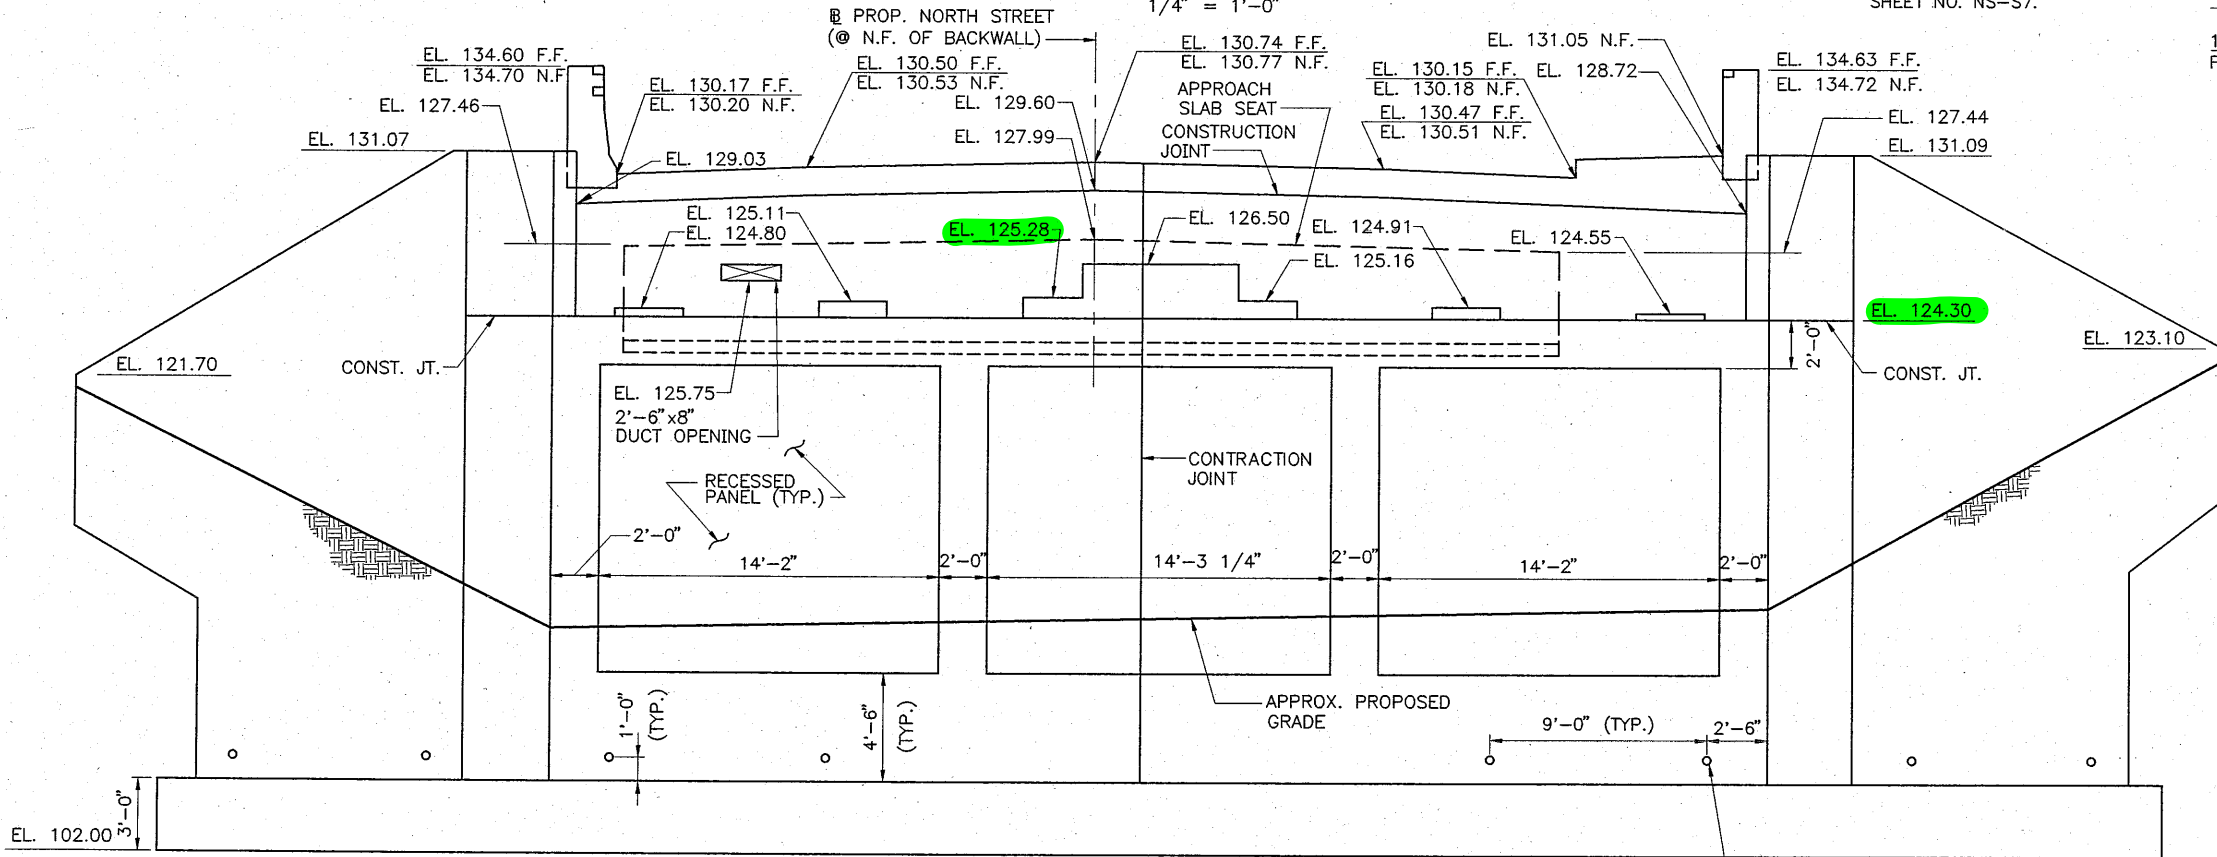 1/4" = 1'-0"
SHEET NO. NS-S7.
℄ PROP. NORTH STREET
(@ N.F. OF BACKWALL)
EL. 134.60 F.F.
EL. 134.70 N.F.
EL. 127.46
EL. 131.07
EL. 130.17 F.F.
EL. 130.20 N.F.
EL. 129.03
EL. 130.50 F.F.
EL. 130.53 N.F.
EL. 129.60
EL. 127.99
EL. 130.74 F.F.
EL. 130.77 N.F.
APPROACH
SLAB SEAT
CONSTRUCTION
JOINT
EL. 130.15 F.F.
EL. 130.18 N.F.
EL. 130.47 F.F.
EL. 130.51 N.F.
EL. 131.05 N.F.
EL. 128.72
EL. 134.63 F.F.
EL. 134.72 N.F.
EL. 127.44
EL. 131.09
EL. 125.11
EL. 124.80
EL. 125.28
EL. 126.50
EL. 125.16
EL. 124.91
EL. 124.55
EL. 124.30
2'-0"
EL. 121.70
CONST. JT.
EL. 123.10
CONST. JT.
EL. 125.75
2'-6"x8"
DUCT OPENING
RECESSED
PANEL (TYP.)
CONTRACTION
JOINT
2'-0"
14'-2"
2'-0"
14'-3 1/4"
2'-0"
14'-2"
2'-0"
APPROX. PROPOSED
GRADE
1'-0"
(TYP.)
4'-6"
(TYP.)
9'-0" (TYP.)
2'-6"
3'-0"
EL. 102.00